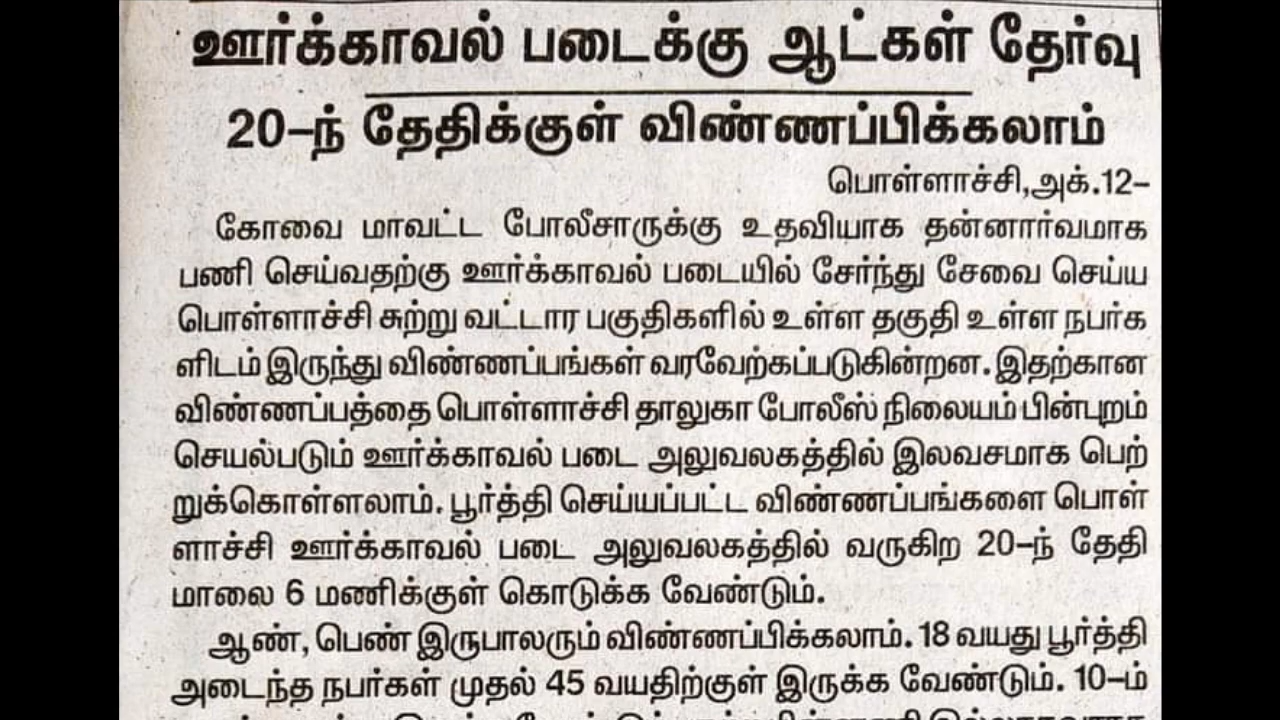 ஊர்க்காவல் படைக்கு ஆட்கள் தேர்வு
20-ந் தேதிக்குள் விண்ணப்பிக்கலாம்
பொள்ளாச்சி,அக்.12-
கோவை மாவட்ட போலீசாருக்கு உதவியாக தன்னார்வமாக
பணி செய்வதற்கு ஊர்க்காவல் படையில் சேர்ந்து சேவை செய்ய
பொள்ளாச்சி சுற்று வட்டார பகுதிகளில் உள்ள தகுதி உள்ள நபர்க
ளிடம் இருந்து விண்ணப்பங்கள் வரவேற்கப்படுகின்றன. இதற்கான
விண்ணப்பத்தை பொள்ளாச்சி தாலுகா போலீஸ் நிலையம் பின்புறம்
செயல்படும் ஊர்க்காவல் படை அலுவலகத்தில் இலவசமாக பெற்
றுக்கொள்ளலாம். பூர்த்தி செய்யப்பட்ட விண்ணப்பங்களை பொள்
ளாச்சி ஊர்க்காவல் படை அலுவலகத்தில் வருகிற 20-ந் தேதி
மாலை 6 மணிக்குள் கொடுக்க வேண்டும்.
ஆண், பெண் இருபாலரும் விண்ணப்பிக்கலாம். 18 வயது பூர்த்தி
அடைந்த நபர்கள் முதல் 45 வயதிற்குள் இருக்க வேண்டும். 10-ம்